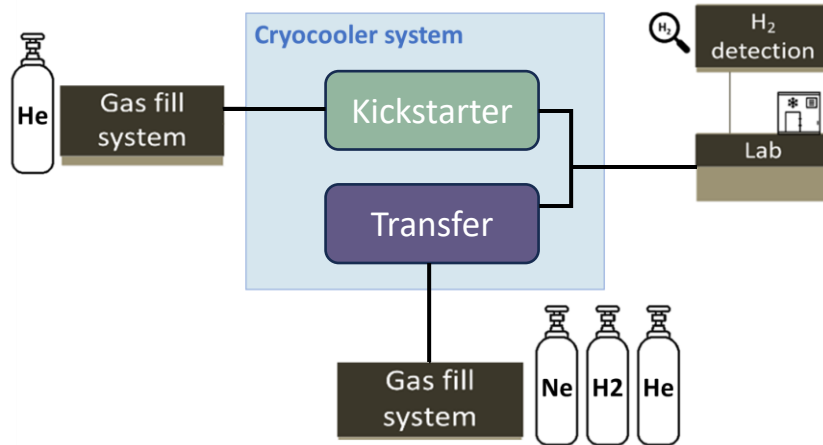 Cryocooler system
He
Gas fill
system
Kickstarter
Transfer
H₂
H₂
detection
Lab
Gas fill
system
Ne
H2
He